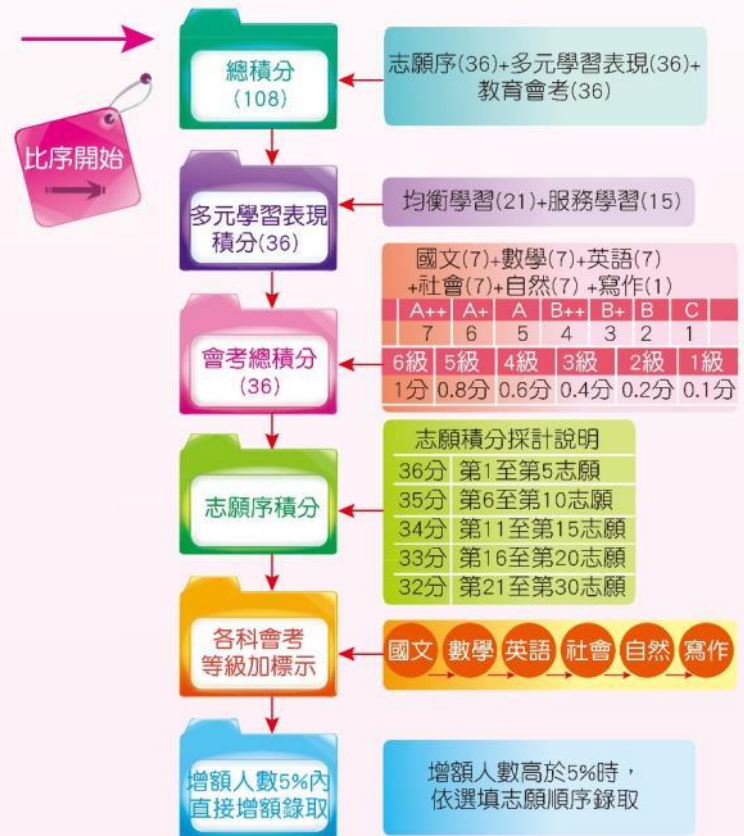 比序開始
總積分
(108)
志願序(36)+多元學習表現(36)+
教育會考(36)
多元學習表現
積分(36)
均衡學習(21)+服務學習(15)
會考總積分
(36)
國文(7)+數學(7)+英語(7)
+社會(7)+自然(7) +寫作(1)
A++ A+ A B++ B+ B C
7 6 5 4 3 2 1
6級 5級 4級 3級 2級 1級
1分 0.8分 0.6分 0.4分 0.2分 0.1分
志願序積分
志願積分採計說明
36分 第1至第5志願
35分 第6至第10志願
34分 第11至第15志願
33分 第16至第20志願
32分 第21至第30志願
各科會考
等級加標示
國文 數學 英語 社會 自然 寫作
增額人數5%內
直接增額錄取
增額人數高於5%時，
依選填志願順序錄取